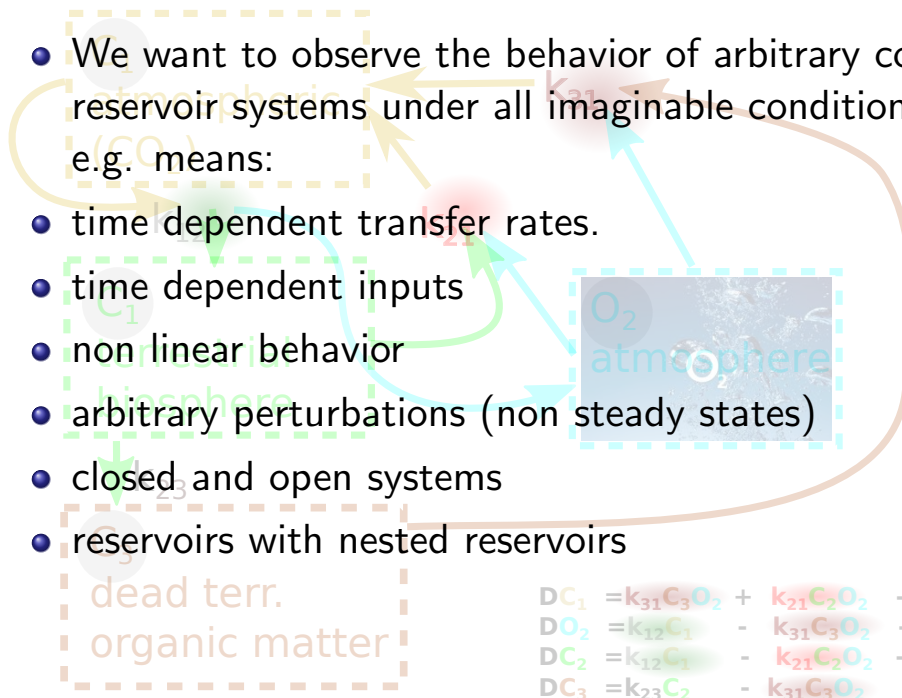 We want to observe the behavior of arbitrary
reservoir systems under all imaginable
e.g. means:
time dependent transfer rates.
time dependent inputs
non linear behavior
arbitrary perturbations (non steady states)
closed and open systems
reservoirs with nested reservoirs
C1
atmospheric
(CO2)
k31
k12
k21
C1
terrestrial
biosphere
O2
atmosphere
O2
k23
C3
dead terr.
organic matter
DC1 =k31C3O2 + k21C2O2 -
DO2 =k12C1 - k31C3O2 -
DC2 =k12C1 - k21C2O2 -
DC3 =k23C2 - k31C3O2